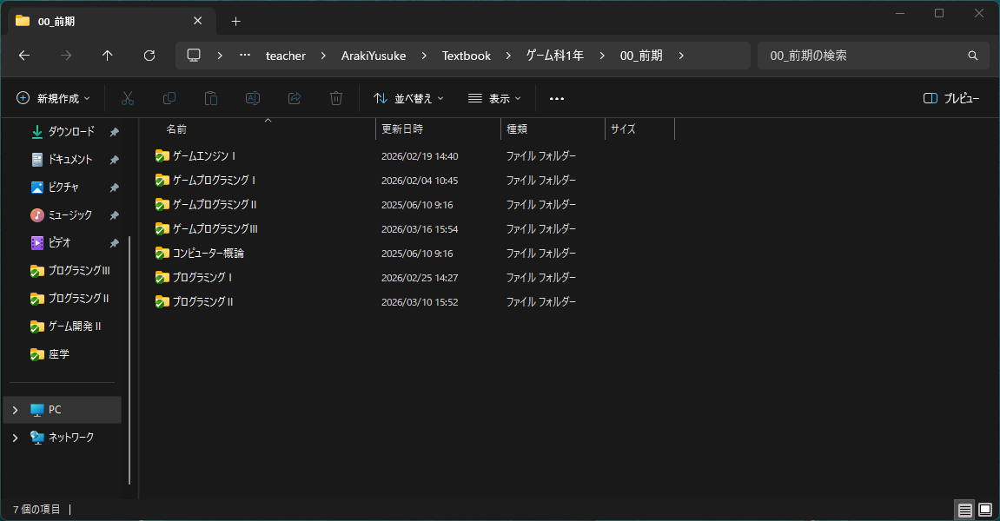 00_前期
teacher > ArakiYusuke > Textbook > ゲーム科1年 > 00_前期 >
00_前期の検索
新規作成
並べ替え
表示
プレビュー
ダウンロード
ドキュメント
ピクチャ
ミュージック
ビデオ
プログラミングⅢ
プログラミングⅡ
ゲーム開発Ⅱ
座学
PC
ネットワーク
名前 更新日時 種類 サイズ
ゲームエンジンⅠ 2026/02/19 14:40 ファイル フォルダー
ゲームプログラミングⅠ 2026/02/04 10:45 ファイル フォルダー
ゲームプログラミングⅡ 2025/06/10 9:16 ファイル フォルダー
ゲームプログラミングⅢ 2026/03/16 15:54 ファイル フォルダー
コンピューター概論 2025/06/10 9:16 ファイル フォルダー
プログラミングⅠ 2026/02/25 14:27 ファイル フォルダー
プログラミングⅡ 2026/03/10 15:52 ファイル フォルダー
7 個の項目